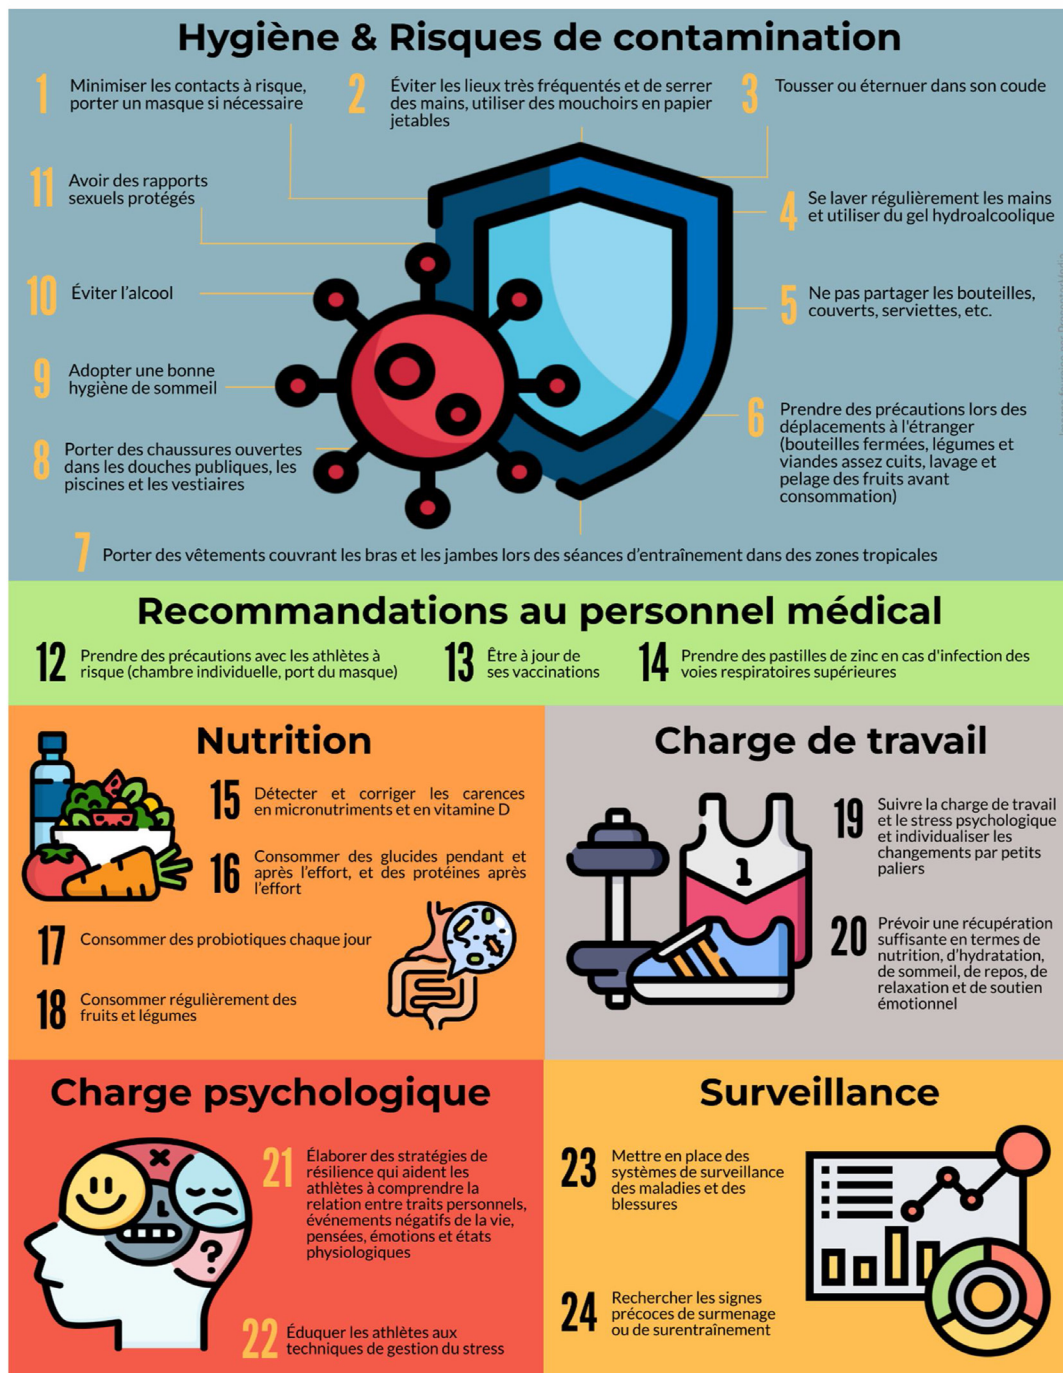 Hygiène & Risques de contamination
1 Minimiser les contacts à risque,
porter un masque si nécessaire
2 Éviter les lieux très fréquentés et de serrer
des mains, utiliser des mouchoirs en papier
jetables
3 Tousser ou éternuer dans son coude
4 Se laver régulièrement les mains
et utiliser du gel hydroalcoolique
5 Ne pas partager les bouteilles,
couverts, serviettes, etc.
6 Prendre des précautions lors des
déplacements à l'étranger
(bouteilles fermées, légumes et
viandes assez cuits, lavage et
pelage des fruits avant
consommation)
7 Porter des vêtements couvrant les bras et les jambes lors des séances d'entraînement dans des zones tropicales
8 Porter des chaussures ouvertes
dans les douches publiques, les
piscines et les vestiaires
9 Adopter une bonne
hygiène de sommeil
10 Éviter l'alcool
11 Avoir des rapports
sexuels protégés
Recommandations au personnel médical
12 Prendre des précautions avec les athlètes à
risque (chambre individuelle, port du masque)
13 Être à jour de
ses vaccinations
14 Prendre des pastilles de zinc en cas d'infection des
voies respiratoires supérieures
Nutrition
15 Détecter et corriger les carences
en micronutriments et en vitamine D
16 Consommer des glucides pendant et
après l'effort, et des protéines après
l'effort
17 Consommer des probiotiques chaque jour
18 Consommer régulièrement des
fruits et légumes
Charge de travail
1
19 Suivre la charge de travail
et le stress psychologique
et individualiser les
changements par petits
paliers
20 Prévoir une récupération
suffisante en termes de
nutrition, d'hydratation,
de sommeil, de repos, de
relaxation et de soutien
émotionnel
Charge psychologique
?
21 Élaborer des stratégies de
résilience qui aident les
athlètes à comprendre la
relation entre traits personnels,
événements négatifs de la vie,
pensées, émotions et états
physiologiques
22 Éduquer les athlètes aux
techniques de gestion du stress
Surveillance
23 Mettre en place des
systèmes de surveillance
des maladies et des
blessures
24 Rechercher les signes
précoces de surmenage
ou de surentraînement